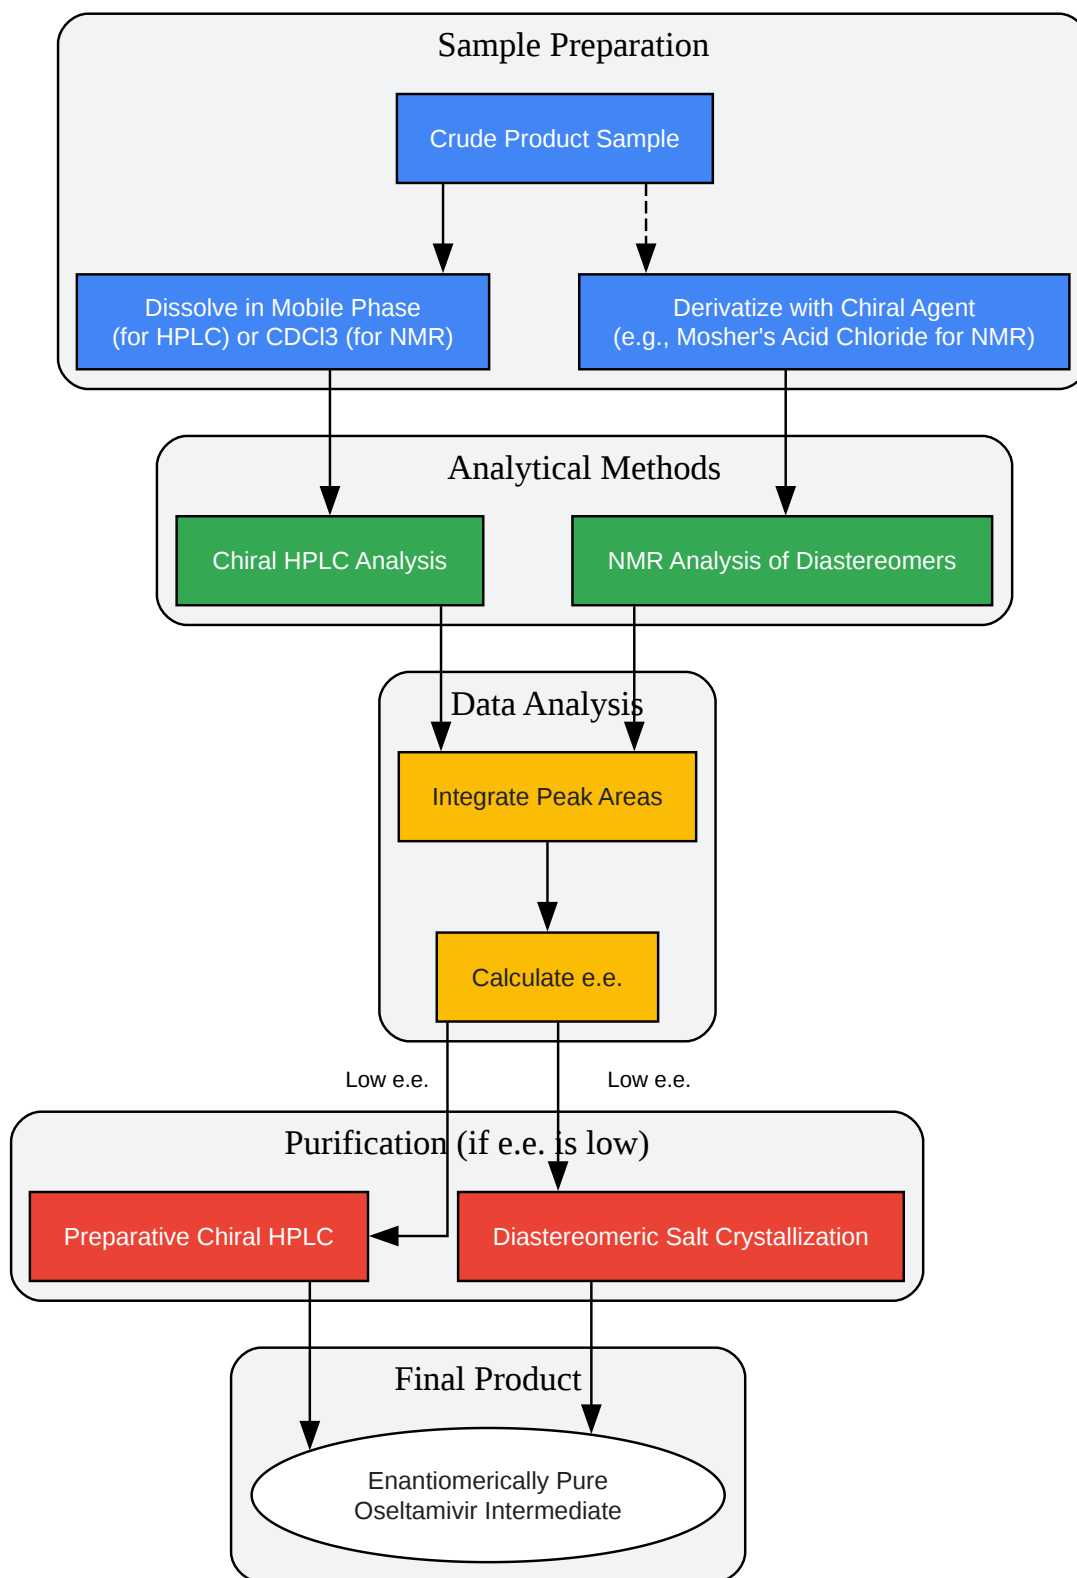 Sample Preparation
Crude Product Sample
Dissolve in Mobile Phase
(for HPLC) or CDCl3 (for NMR)
Derivatize with Chiral Agent
(e.g., Mosher's Acid Chloride for NMR)
Analytical Methods
Chiral HPLC Analysis
NMR Analysis of Diastereomers
Data Analysis
Integrate Peak Areas
Calculate e.e.
Low e.e.
Low e.e.
Purification (if e.e. is low)
Preparative Chiral HPLC
Diastereomeric Salt Crystallization
Final Product
Enantiomerically Pure
Oseltamivir Intermediate